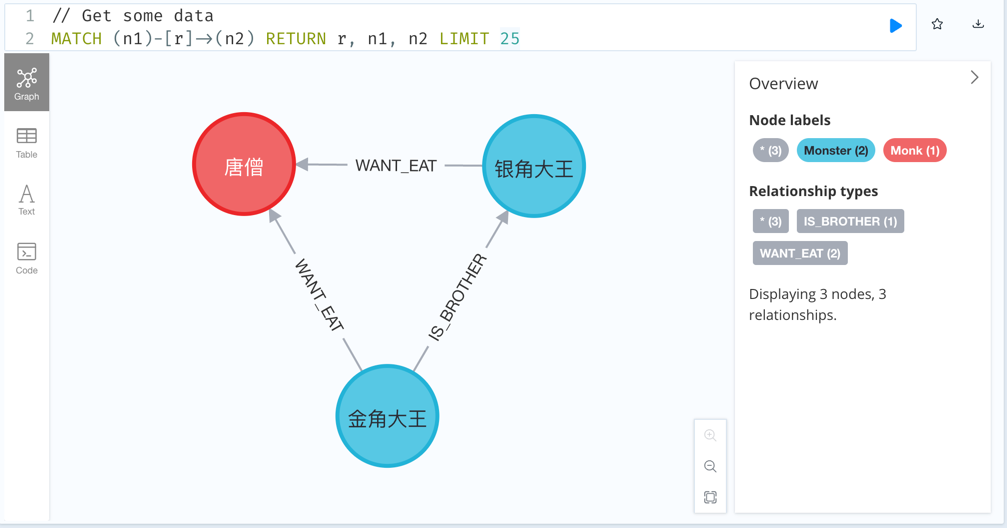 1 // Get some data
2 MATCH (n1)-[r]->(n2) RETURN r, n1, n2 LIMIT 25
Graph
Table
Text
Code
唐僧
WANT_EAT
银角大王
WANT_EAT
IS_BROTHER
金角大王
Overview
Node labels
* (3) Monster (2) Monk (1)
Relationship types
* (3) IS_BROTHER (1)
WANT_EAT (2)
Displaying 3 nodes, 3
relationships.